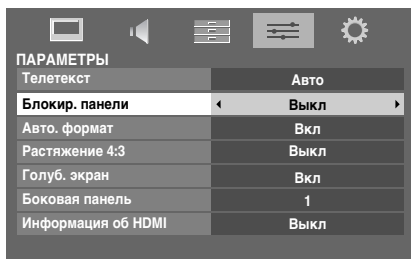 ПАРАМЕТРЫ
Телетекст Авто
Блокир. панели Выкл
Авто. формат Вкл
Растяжение 4:3 Выкл
Голуб. экран Вкл
Боковая панель 1
Информация об HDMI Выкл